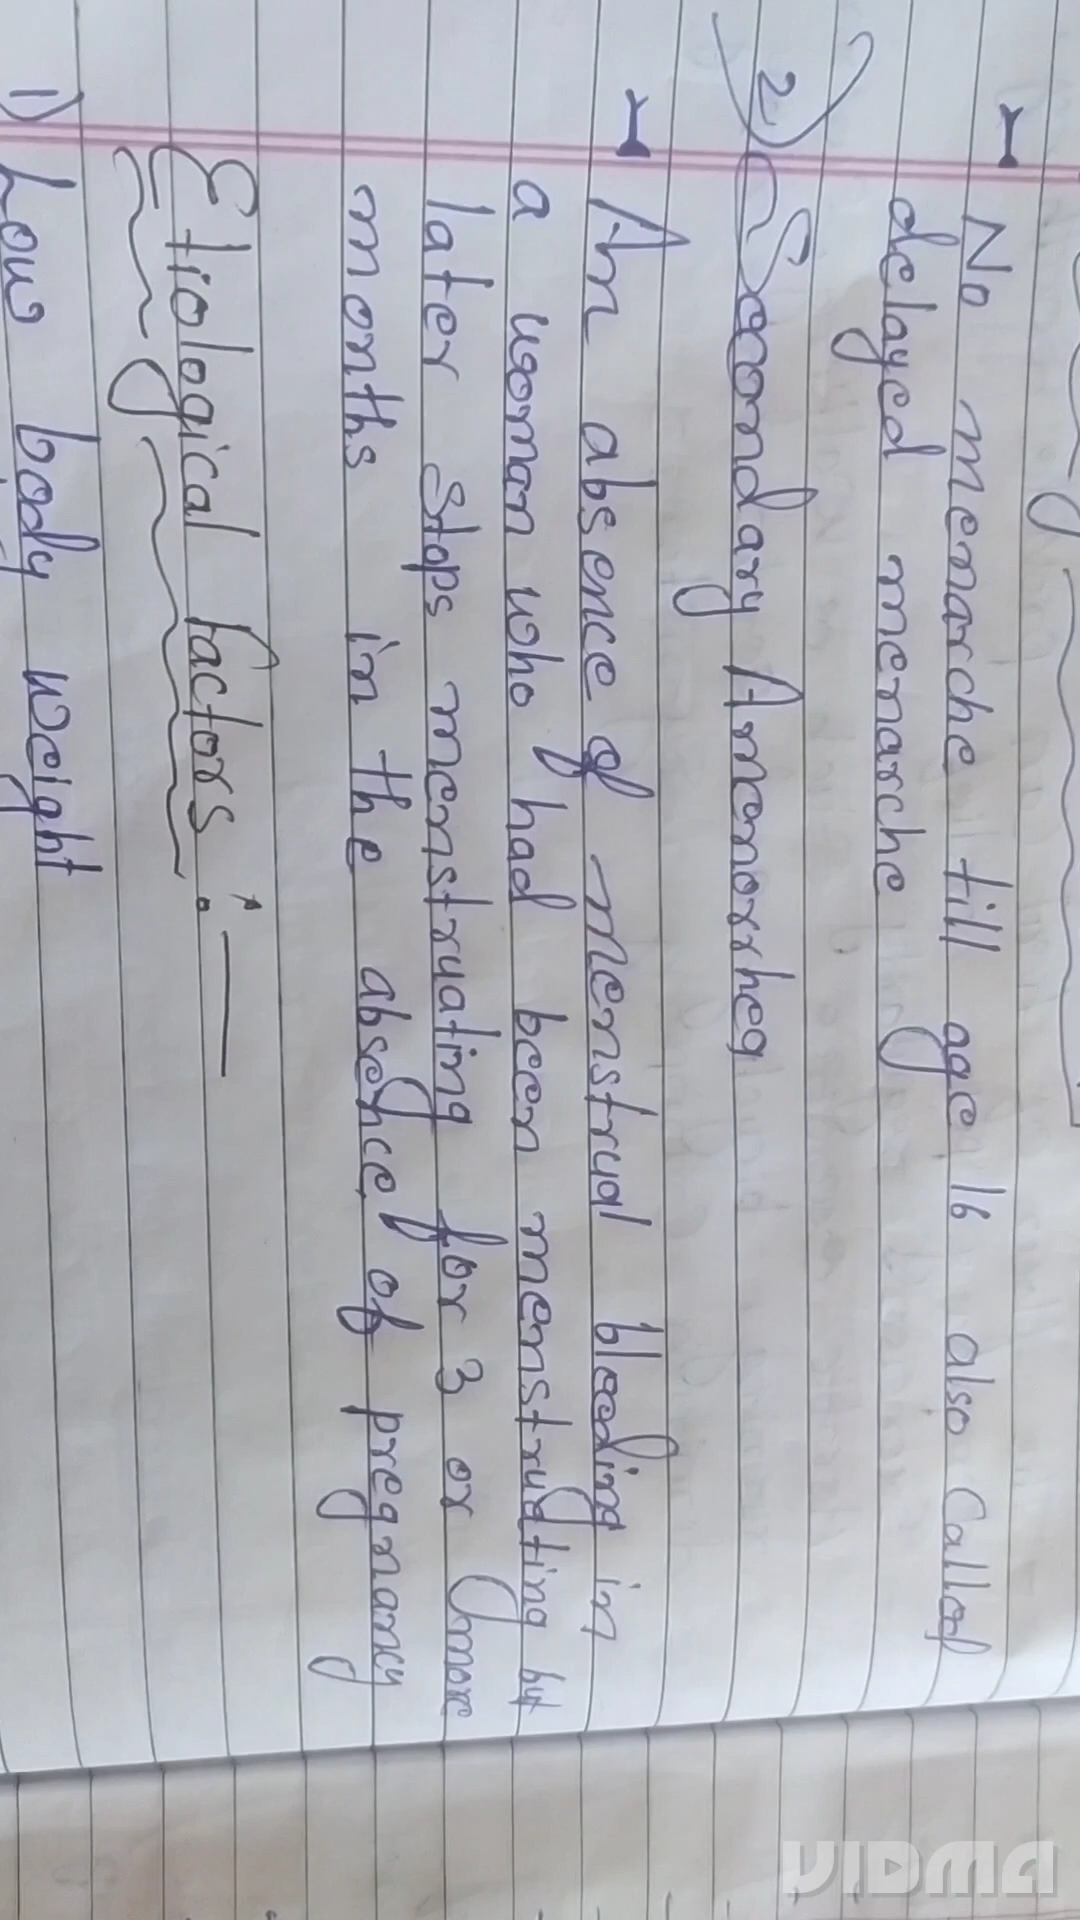 No menarche till age 16 also Called
delayed menarche
2) Secondary Amenorrhea
An absence of menstrual bleeding in
a woman who had been menstruating but
later Stops menstruating for 3 or more
months in the absence of pregnancy
Etiological factors :-
1) Low body weight
VIDMA